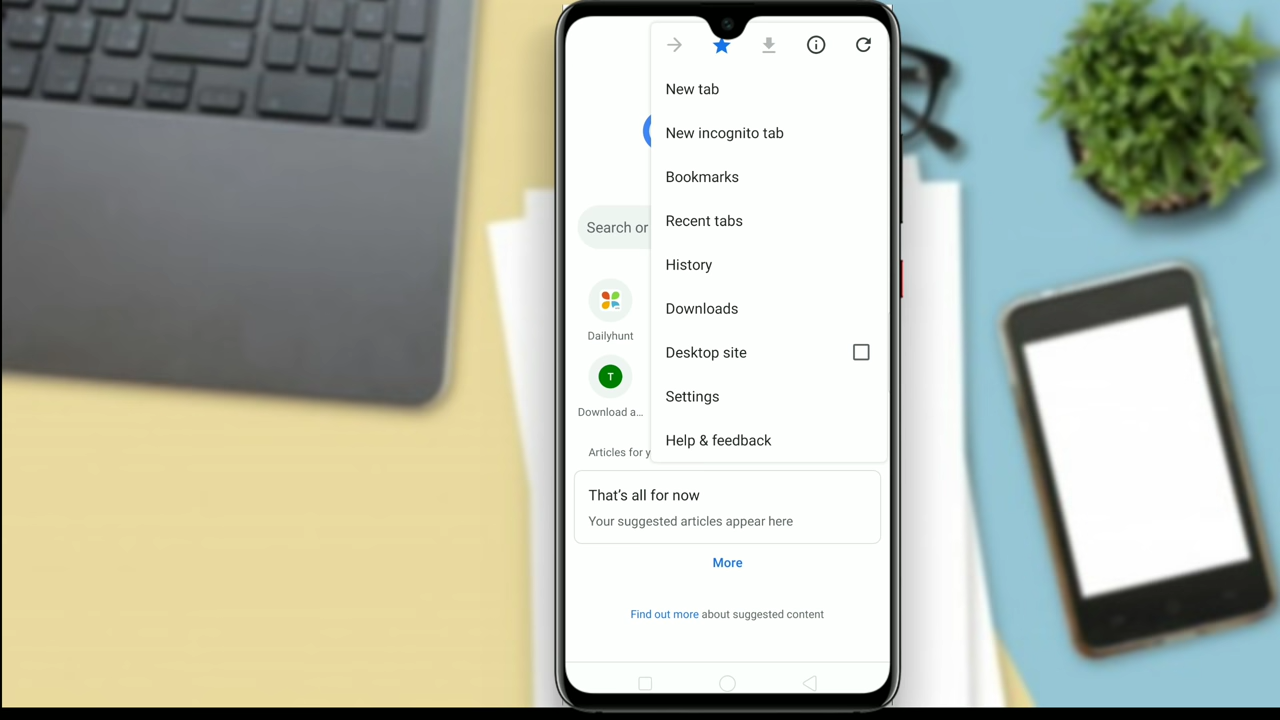 New tab
New incognito tab
Bookmarks
Recent tabs
Search or
History
Downloads
Dailyhunt
Desktop site
T
Settings
Download a...
Help & feedback
Articles for y
That's all for now
Your suggested articles appear here
More
Find out more about suggested content